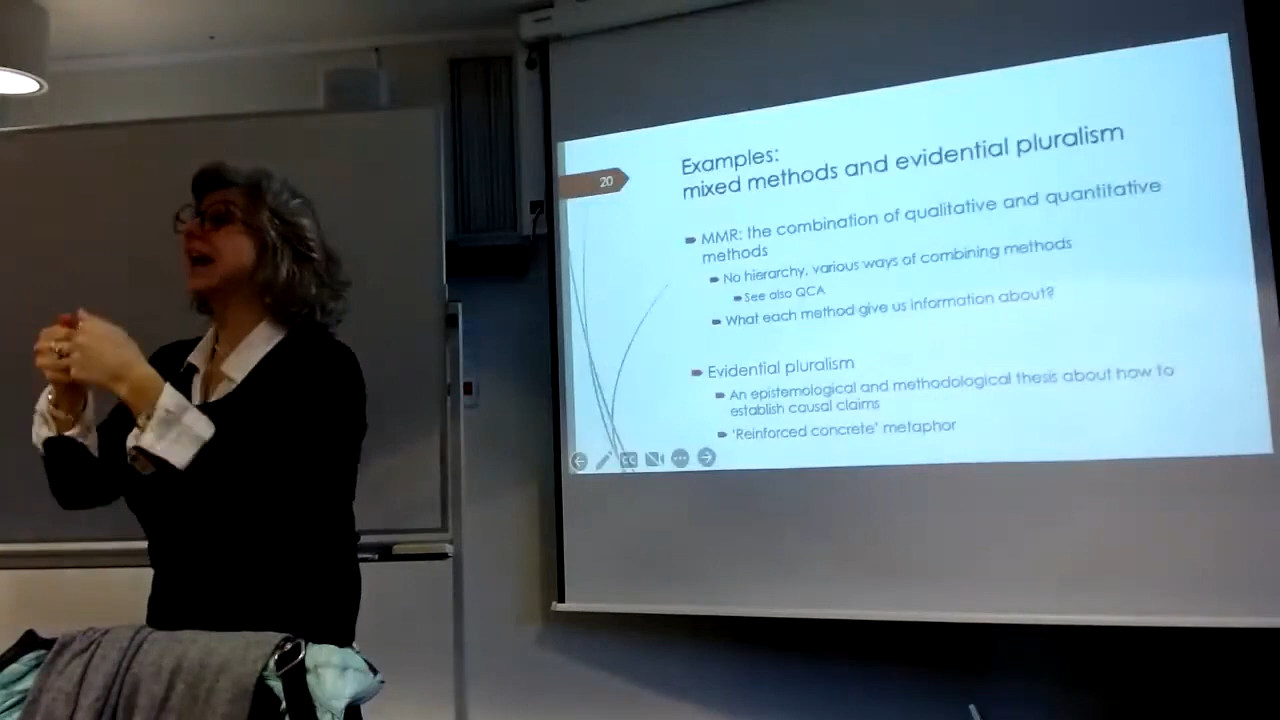 20
Examples:
mixed methods and evidential pluralism
MMR: the combination of qualitative and quantitative
methods
No hierarchy, various ways of combining methods
See also QCA
What each method give us information about?
Evidential pluralism
An epistemological and methodological thesis about how to
establish causal claims
'Reinforced concrete' metaphor
CC